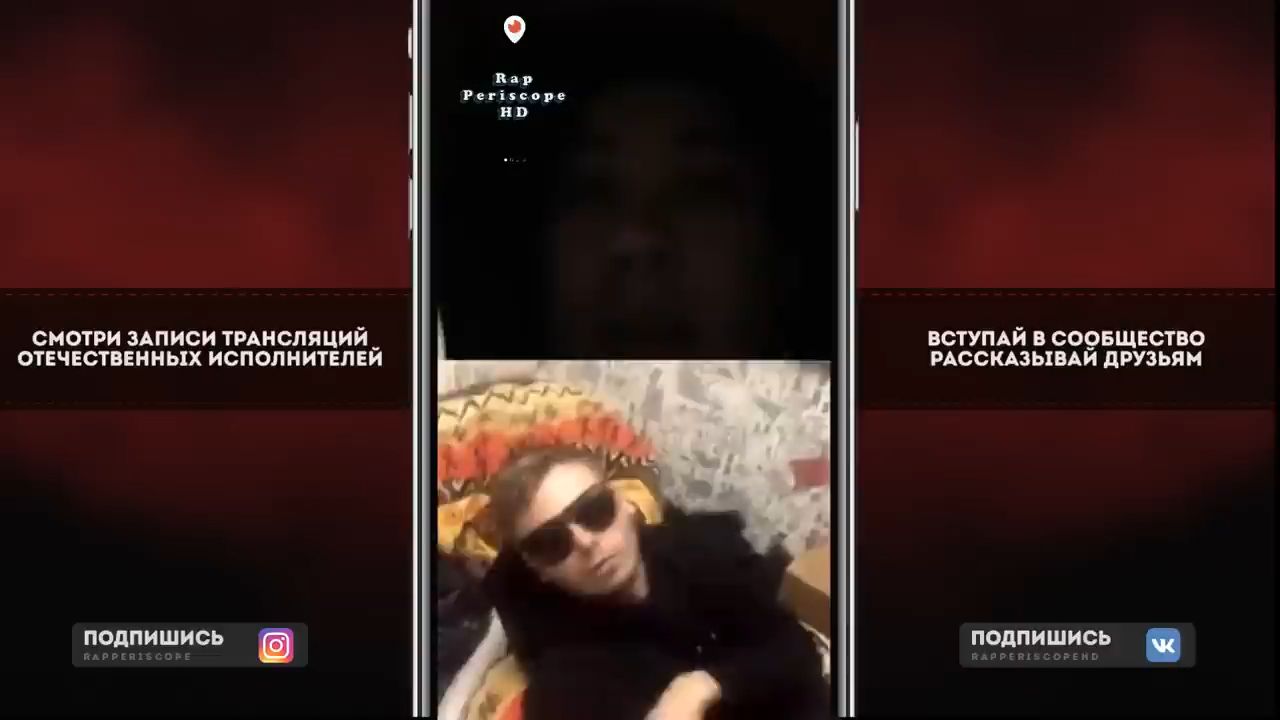 Rap
Periscope
HD
СМОТРИ ЗАПИСИ ТРАНСЛЯЦИЙ
ОТЕЧЕСТВЕННЫХ ИСПОЛНИТЕЛЕЙ
ВСТУПАЙ В СООБЩЕСТВО
РАССКАЗЫВАЙ ДРУЗЬЯМ
ПОДПИШИСЬ
RAPPERISCOPE
ПОДПИШИСЬ
RAPPERISCOPEHD